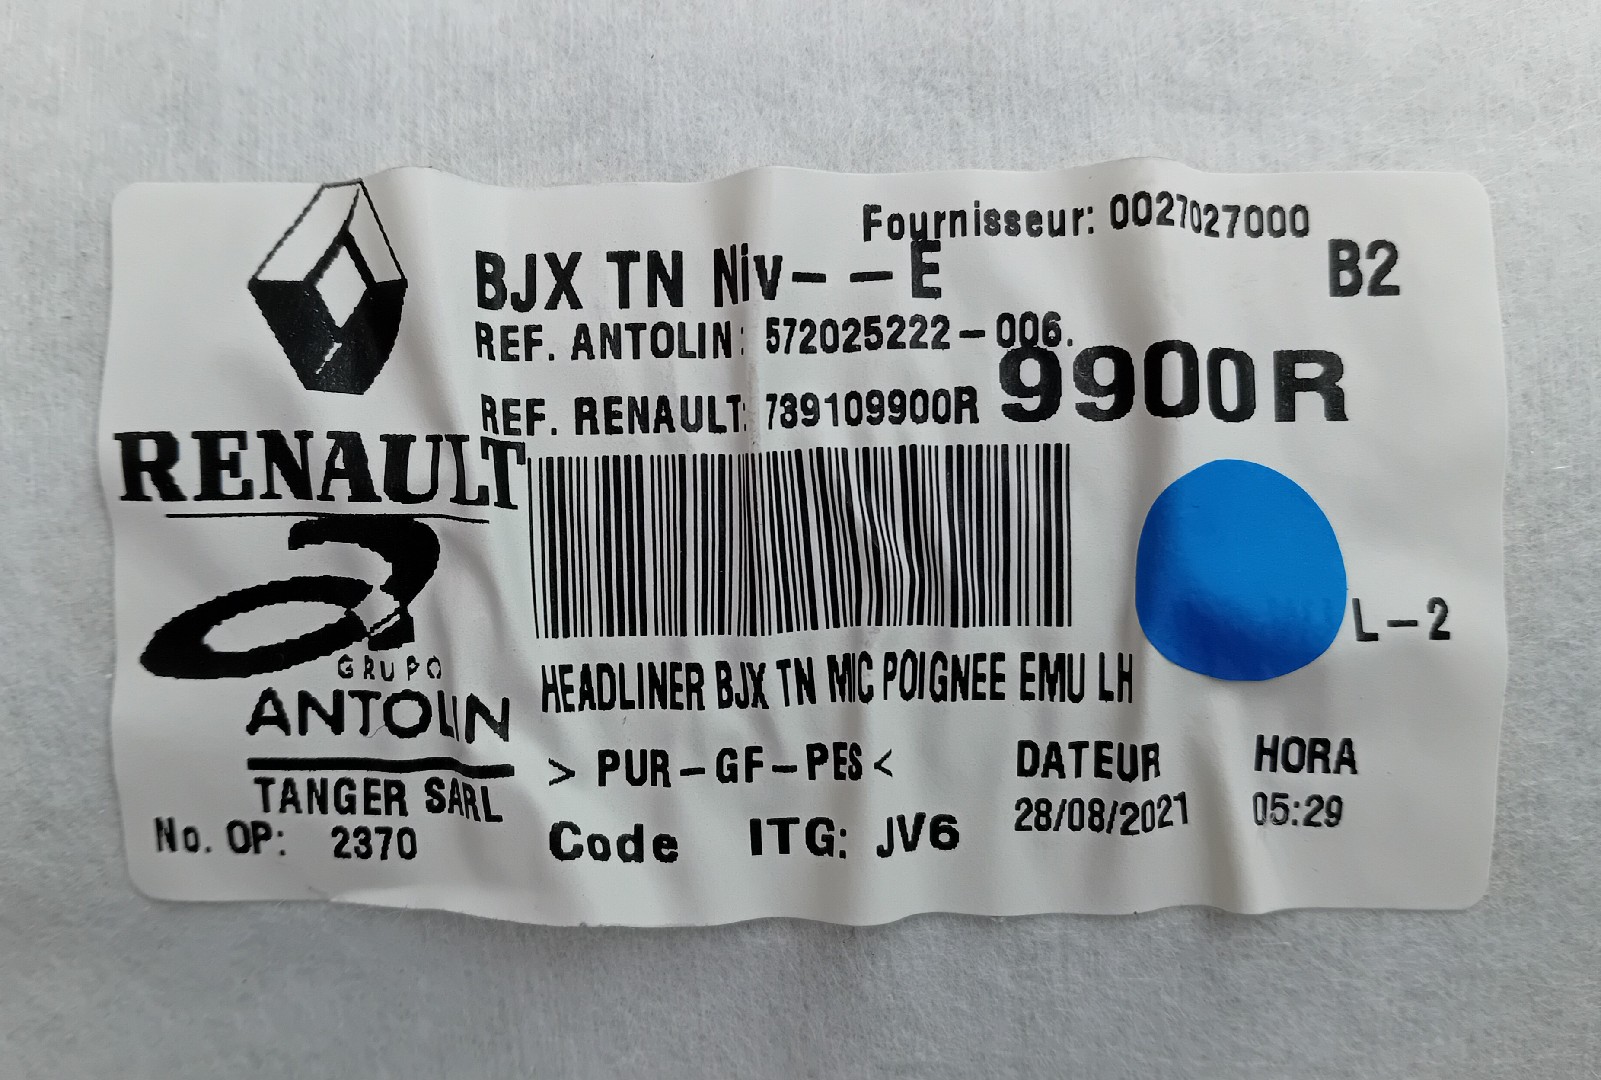 Fournisseur: 0027027000
BJX TN Niv- -E
B2
REF. ANTOLIN: 572025222-006.
REF. RENAULT: 739109900R
9900R
RENAULT
GRUPO
ANTOLIN
TANGER SARL
No. OP: 2370
L-2
HEADLINER BJX TN MIC POIGNEE EMU LH
> PUR-GF-PES <
DATEUR HORA
28/08/2021 05:29
Code ITG: JV6